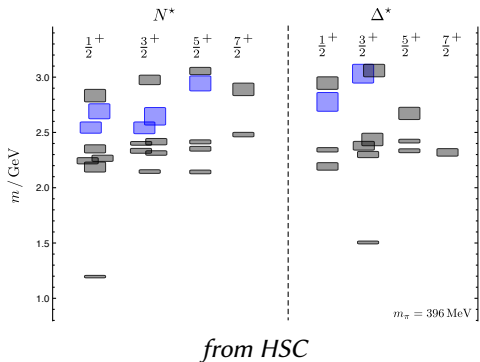 N* Δ*
1/2+ 3/2+ 5/2+ 7/2+ 1/2+ 3/2+ 5/2+ 7/2+
3.0
2.5
2.0
1.5
1.0
m / GeV
mπ = 396 MeV
from HSC